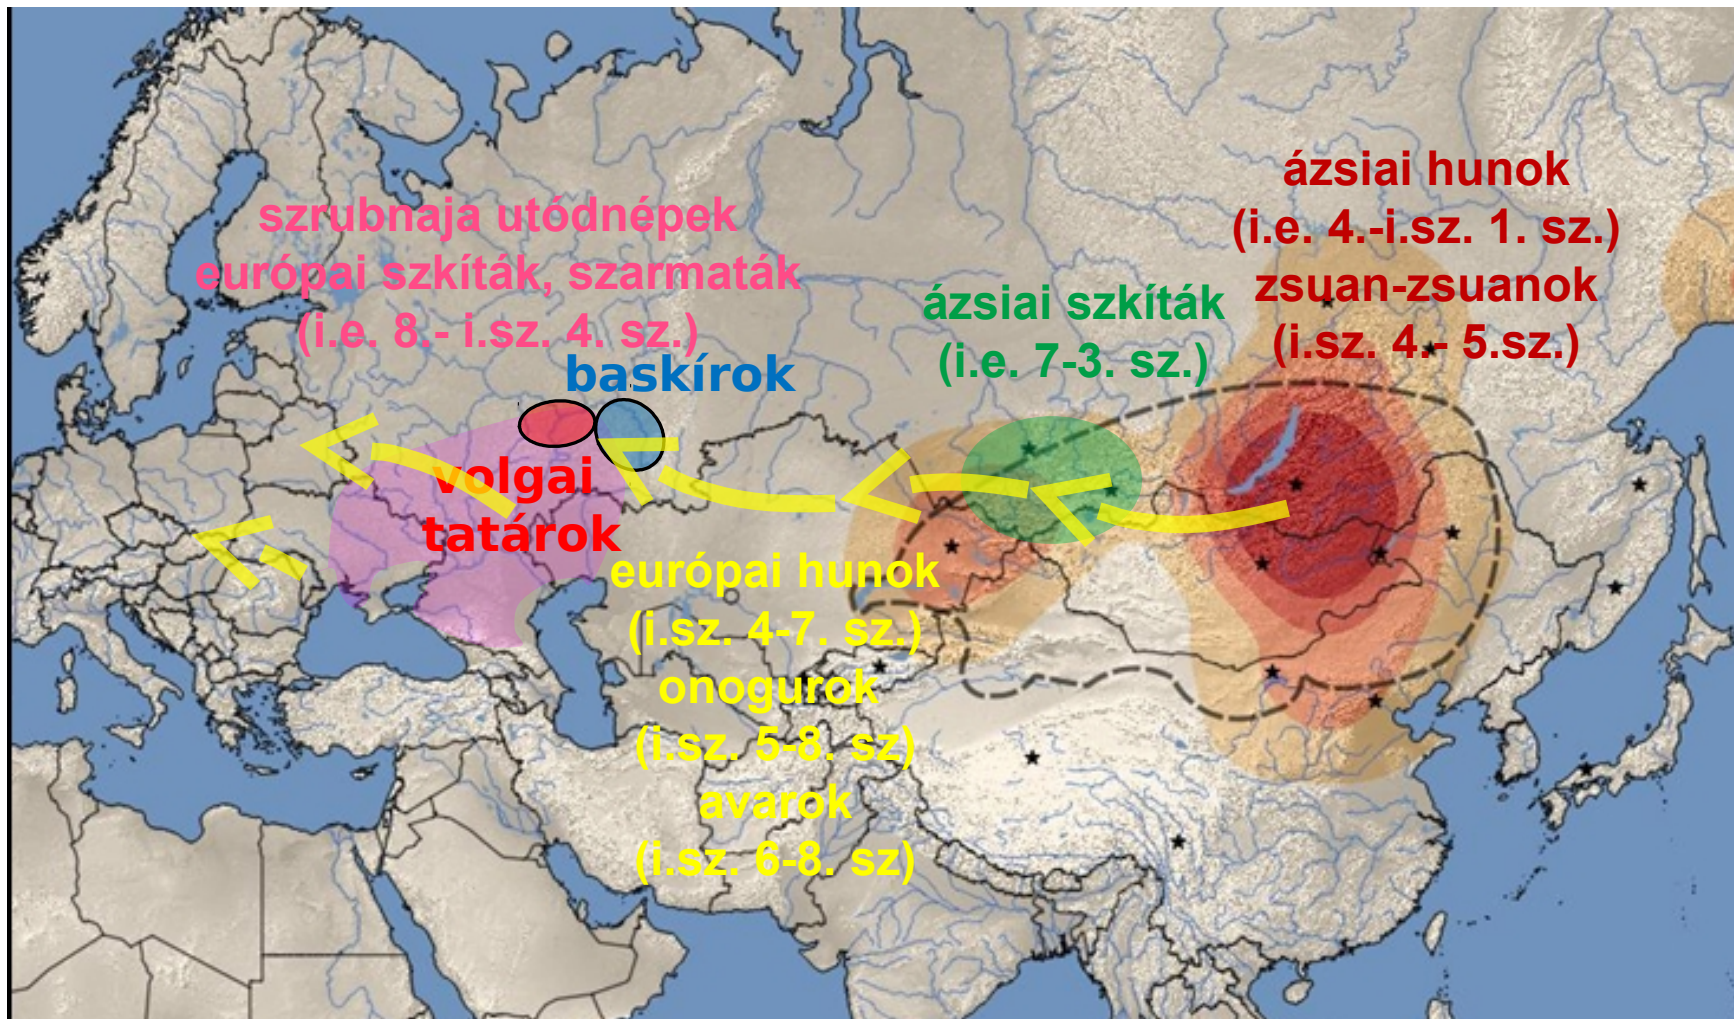 szrubnaja utódnépek
európai szkíták, szarmaták
(i.e. 8.- i.sz. 4. sz.)
baskírok
volgai
tatárok
ázsiai szkíták
(i.e. 7-3. sz.)
ázsiai hunok
(i.e. 4.-i.sz. 1. sz.)
zsuan-zsuanok
(i.sz. 4.- 5.sz.)
európai hunok
(i.sz. 4-7. sz.)
onogurok
(i.sz. 5-8. sz)
avarok
(i.sz. 6-8. sz)